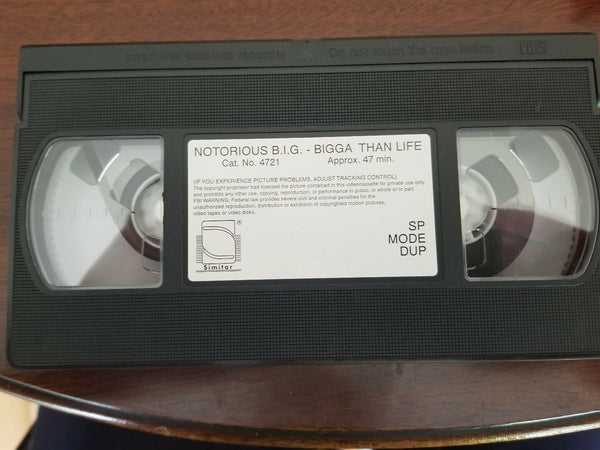 Insert this side into recorder
Do not touch the tape inside
VHS
NOTORIOUS B.I.G. - BIGGA THAN LIFE
Cat. No. 4721 Approx. 47 min.
(IF YOU EXPERIENCE PICTURE PROBLEMS, ADJUST TRACKING CONTROL)
The copyright proprietor had licensed the picture contained in this videocassette for private use only
and prohibits any other use, copying, reproduction, or performance in public, in whole or in part.
FBI WARNING: Federal law provides severe civil and criminal penalties for the
unauthorized reproduction, distribution or exhibition of copyrighted motion pictures,
video tapes or video disks.
®
Simitar
SP
MODE
DUP